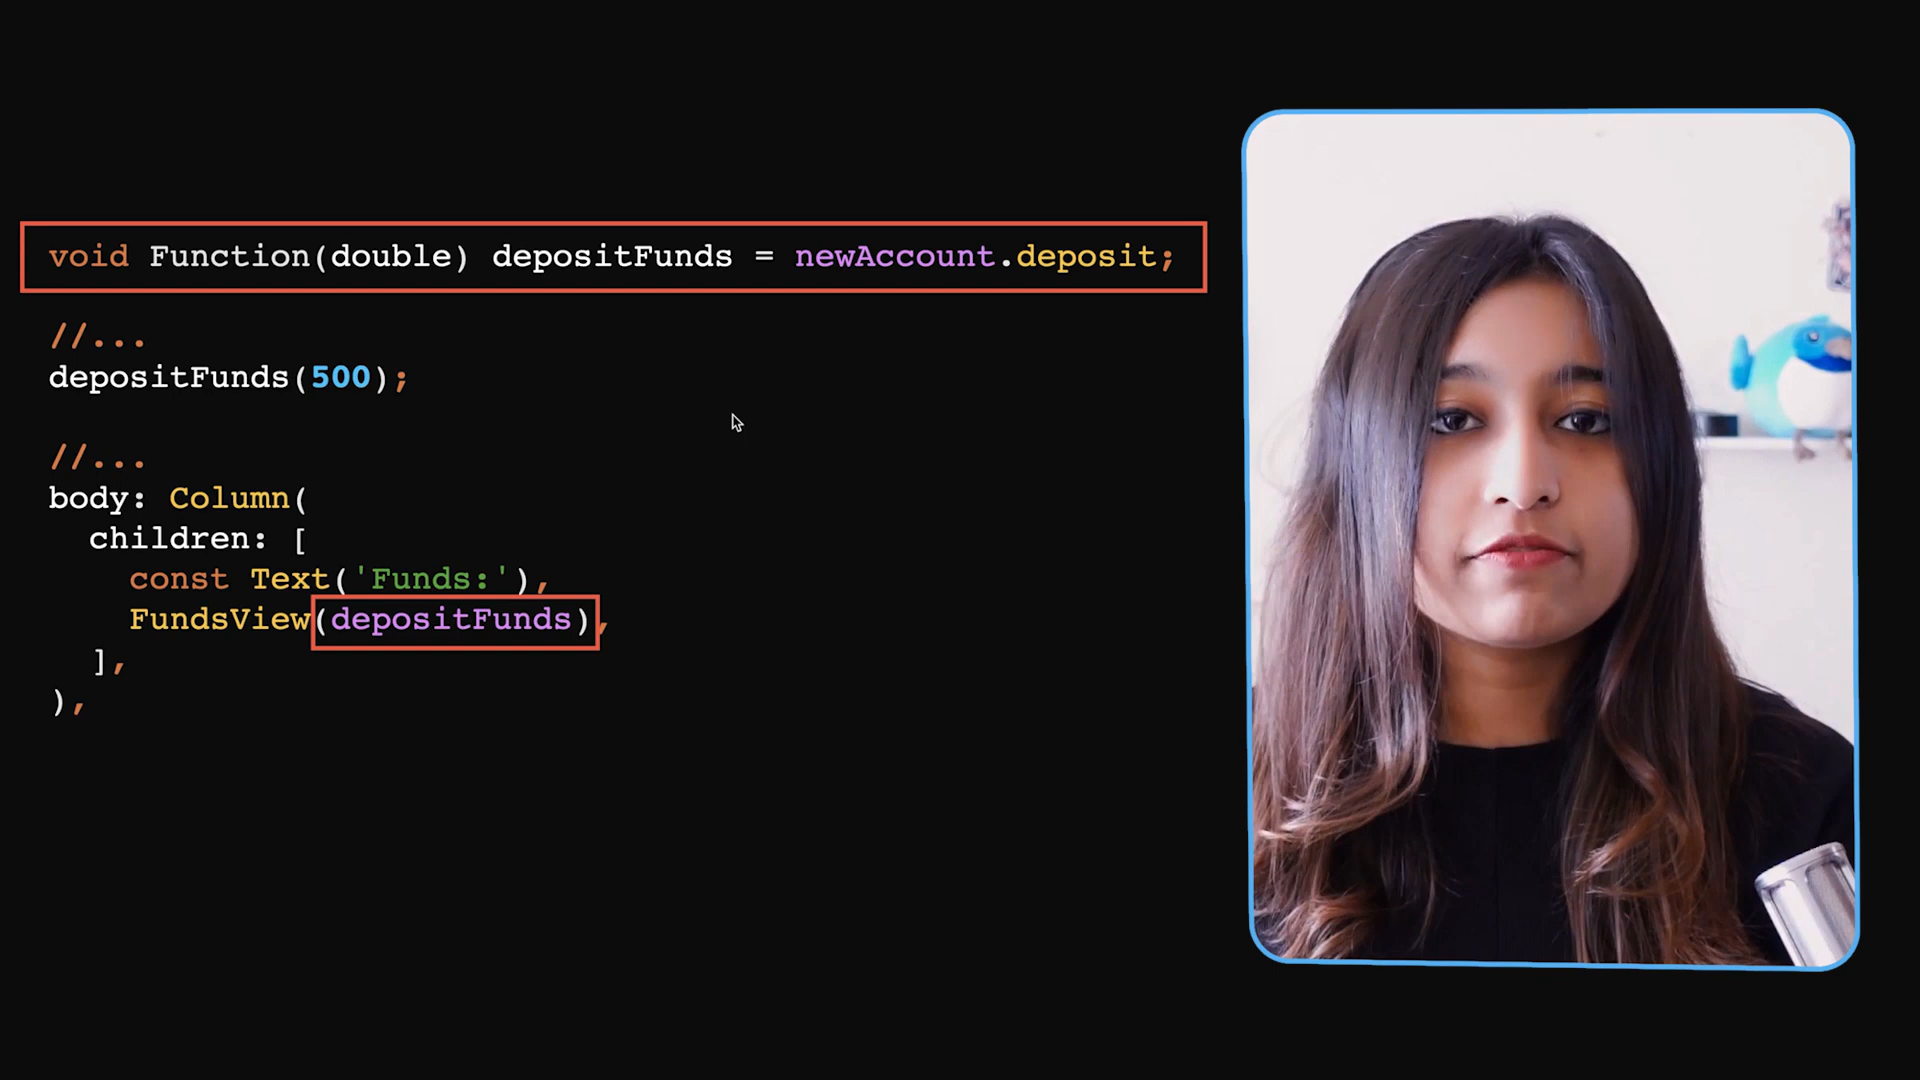 void Function(double) depositFunds = newAccount.deposit;
//...
depositFunds(500);
//...
body: Column(
children: [
const Text('Funds:'),
FundsView(depositFunds),
],
),